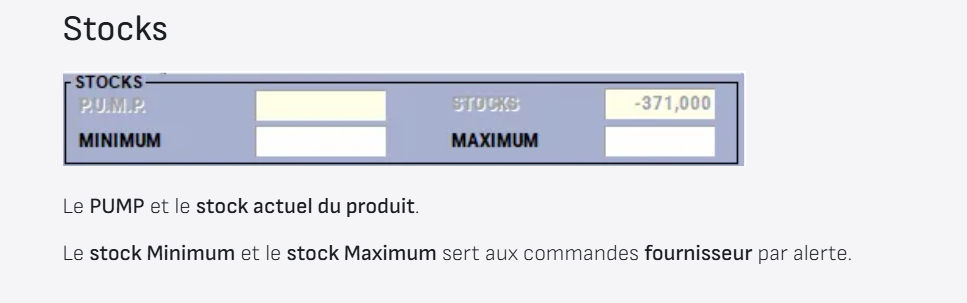 Stocks
STOCKS
P.U.M.P. STOCKS -371,000
MINIMUM MAXIMUM
Le PUMP et le stock actuel du produit.
Le stock Minimum et le stock Maximum sert aux commandes fournisseur par alerte.